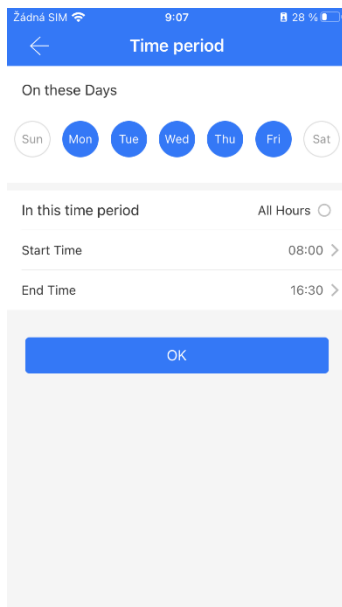 Žádná SIM 9:07 28 %
Time period
On these Days
Sun Mon Tue Wed Thu Fri Sat
In this time period All Hours
Start Time 08:00
End Time 16:30
OK